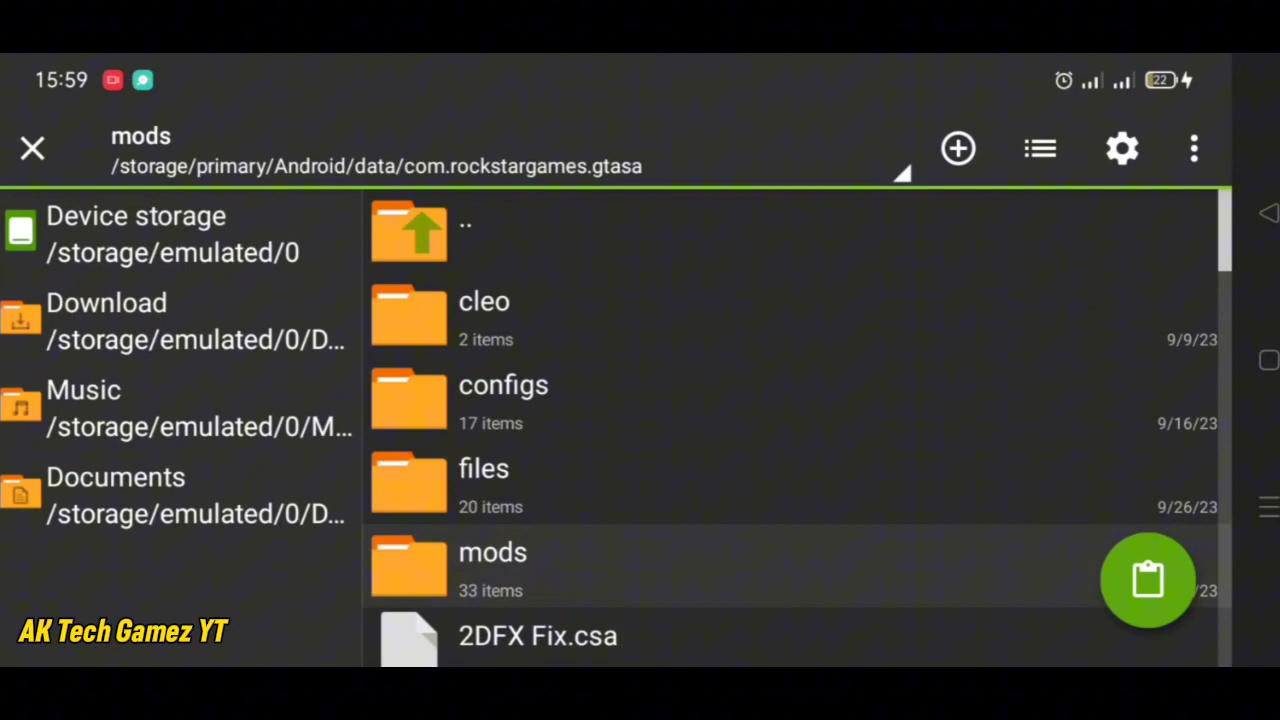 15:59
22
mods
/storage/primary/Android/data/com.rockstargames.gtasa
Device storage
/storage/emulated/0
Download
/storage/emulated/0/D...
Music
/storage/emulated/0/M...
Documents
/storage/emulated/0/D...
..
cleo
2 items
9/9/23
configs
17 items
9/16/23
files
20 items
9/26/23
mods
33 items
/23
2DFX Fix.csa
AK Tech Gamez YT